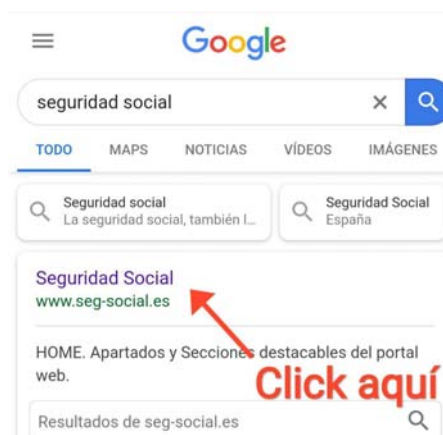 Google
seguridad social
TODO MAPS NOTICIAS VÍDEOS IMÁGENES
Seguridad social
La seguridad social, también l...
Seguridad Social
España
Seguridad Social
www.seg-social.es
HOME. Apartados y Secciones destacables del portal
web.
Click aquí
Resultados de seg-social.es